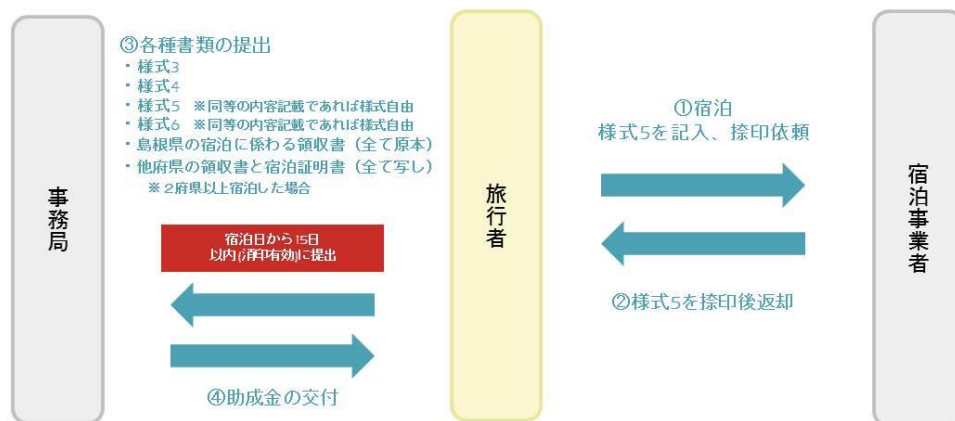 事務局
③各種書類の提出
・様式3
・様式4
・様式5 ※同等の内容記載であれば様式自由
・様式6 ※同等の内容記載であれば様式自由
・島根県の宿泊に係わる領収書（全て原本）
・他府県の領収書と宿泊証明書（全て写し）
※2府県以上宿泊した場合
宿泊日から15日
以内(消印有効)に提出
④助成金の交付
旅行者
①宿泊
様式5を記入、捺印依頼
②様式5を捺印後返却
宿泊事業者